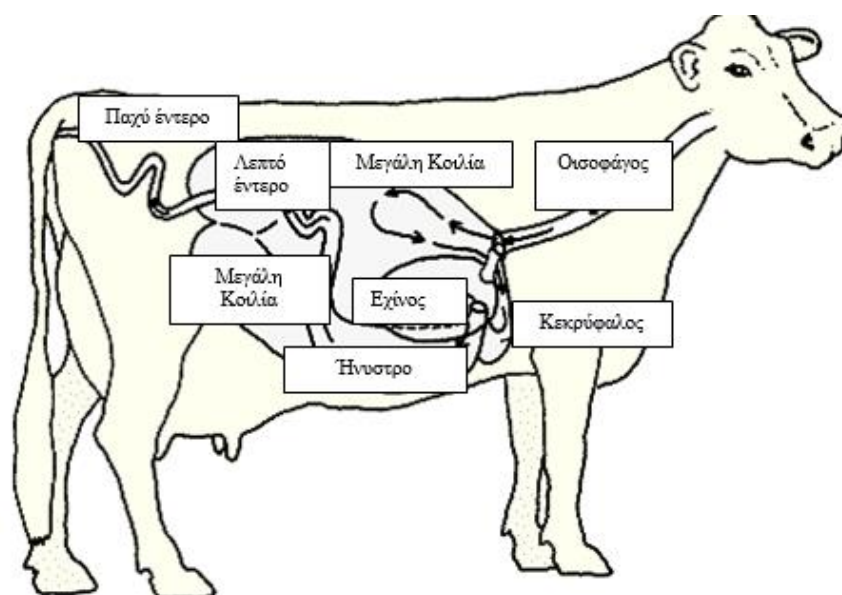 Παχύ έντερο
Λεπτό
έντερο
Μεγάλη Κοιλία
Οισοφάγος
Μεγάλη
Κοιλία
Εχίνος
Κεκρύφαλος
Ήνυστρο